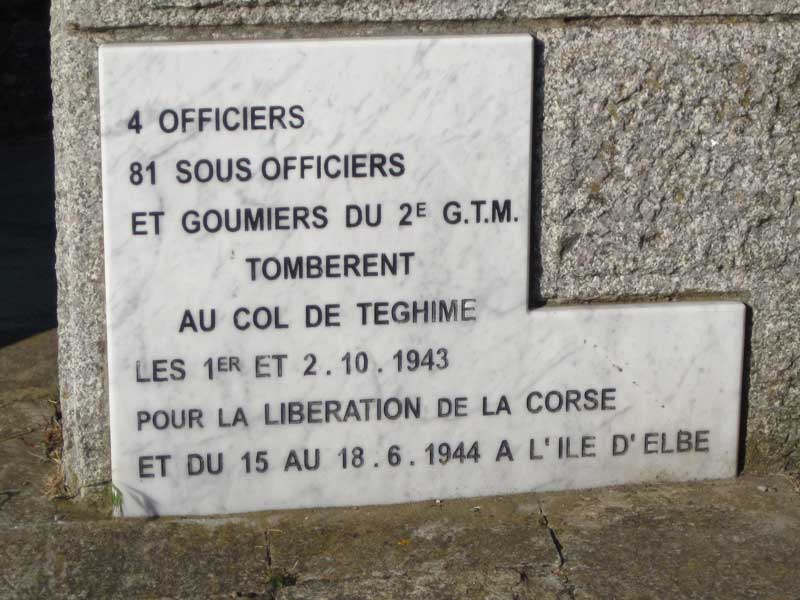 4 OFFICIERS
81 SOUS OFFICIERS
ET GOUMIERS DU 2E G.T.M.
TOMBERENT
AU COL DE TEGHIME
LES 1ER ET 2.10.1943
POUR LA LIBERATION DE LA CORSE
ET DU 15 AU 18.6.1944 A L'ILE D'ELBE